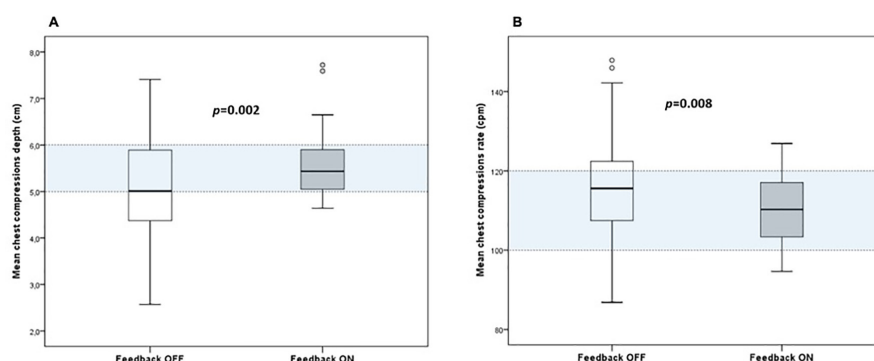 A
Mean chest compressions depth (cm)
8,0
7,0
6,0
5,0
4,0
3,0
2,0
p=0.002
Feedback OFF
Feedback ON
B
Mean chest compressions rate (cpm)
140
120
100
80
p=0.008
Feedback OFF
Feedback ON